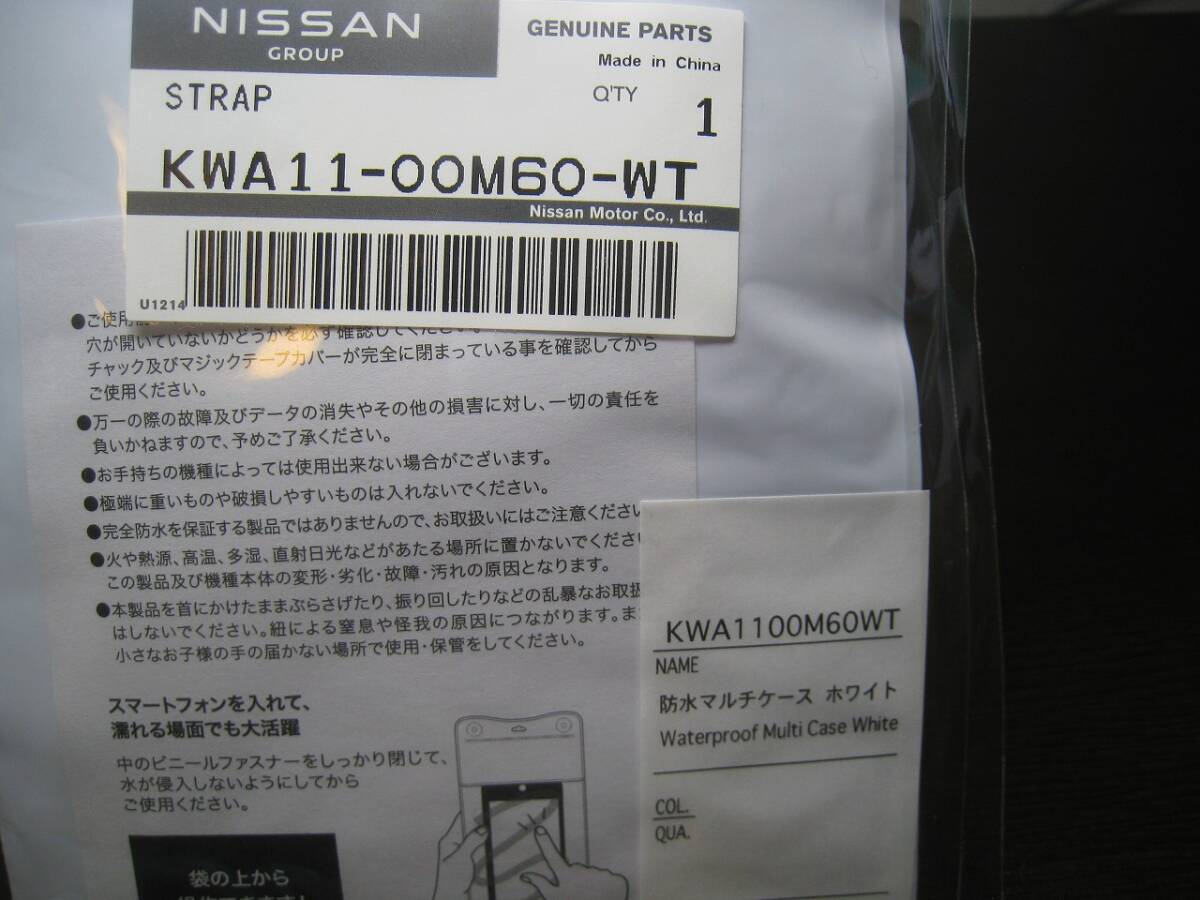 NISSAN
GROUP
GENUINE PARTS
Made in China
STRAP
Q'TY
1
KWA11-00M60-WT
Nissan Motor Co., Ltd.
U1214
●ご使用
穴が開いていないかどうかを必ず確認してください。
チャック及びマジックテープカバーが完全に閉まっている事を確認してから
ご使用ください。
●万一の際の故障及びデータの消失やその他の損害に対し、一切の責任を
負いかねますので、予めご了承ください。
●お手持ちの機種によっては使用出来ない場合がございます。
●極端に重いものや破損しやすいものは入れないでください。
●完全防水を保証する製品ではありませんので、お取扱いにはご注意ください
●火や熱源、高温、多湿、直射日光などがあたる場所に置かないでくださ
この製品及び機種本体の変形・劣化・故障・汚れの原因となります。
●本製品を首にかけたままぶらさげたり、振り回したりなどの乱暴なお取扱
はしないでください。紐による窒息や怪我の原因につながります。ま
小さなお子様の手の届かない場所で使用・保管をしてください。
スマートフォンを入れて、
濡れる場面でも大活躍
中のビニールファスナーをしっかり閉じて、
水が侵入しないようにしてから
ご使用ください。
袋の上から
KWA1100M60WT
NAME
防水マルチケース ホワイト
Waterproof Multi Case White
COL.
QUA.